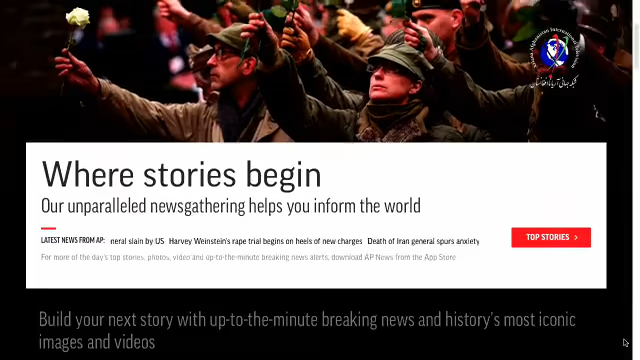 Where stories begin
Our unparalleled newsgathering helps you inform the world
LATEST NEWS FROM AP: neral slain by US Harvey Weinstein's rape trial begins on heels of new charges Death of Iran general spurs anxiety
TOP STORIES >
For more of the day's top stories, photos, video and up-to-the-minute breaking news alerts, download AP News from the App Store
Build your next story with up-to-the-minute breaking news and history's most iconic
images and videos